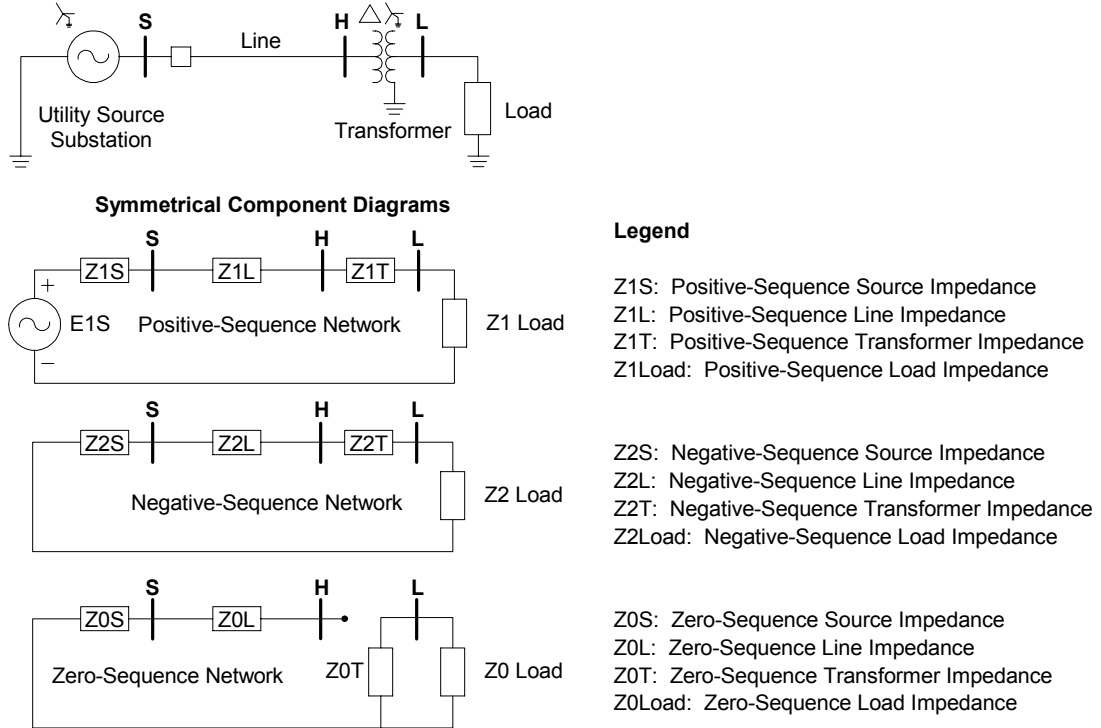 S
H
L
Line
Utility Source
Substation
Transformer
Load
Symmetrical Component Diagrams
S
H
L
Z1S
Z1L
Z1T
+
E1S
–
Positive-Sequence Network
Z1 Load
S
H
L
Z2S
Z2L
Z2T
Negative-Sequence Network
Z2 Load
S
H
L
Z0S
Z0L
Zero-Sequence Network
Z0T
Z0 Load
Legend
Z1S: Positive-Sequence Source Impedance
Z1L: Positive-Sequence Line Impedance
Z1T: Positive-Sequence Transformer Impedance
Z1Load: Positive-Sequence Load Impedance
Z2S: Negative-Sequence Source Impedance
Z2L: Negative-Sequence Line Impedance
Z2T: Negative-Sequence Transformer Impedance
Z2Load: Negative-Sequence Load Impedance
Z0S: Zero-Sequence Source Impedance
Z0L: Zero-Sequence Line Impedance
Z0T: Zero-Sequence Transformer Impedance
Z0Load: Zero-Sequence Load Impedance